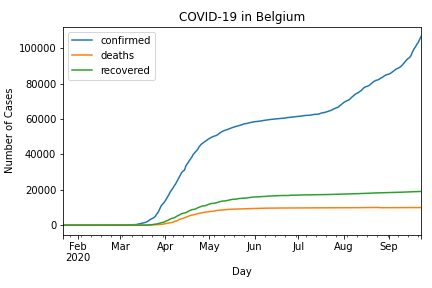 COVID-19 in Belgium
confirmed
deaths
recovered
Number of Cases
100000
80000
60000
40000
20000
0
Feb Mar Apr May Jun Jul Aug Sep
2020
Day